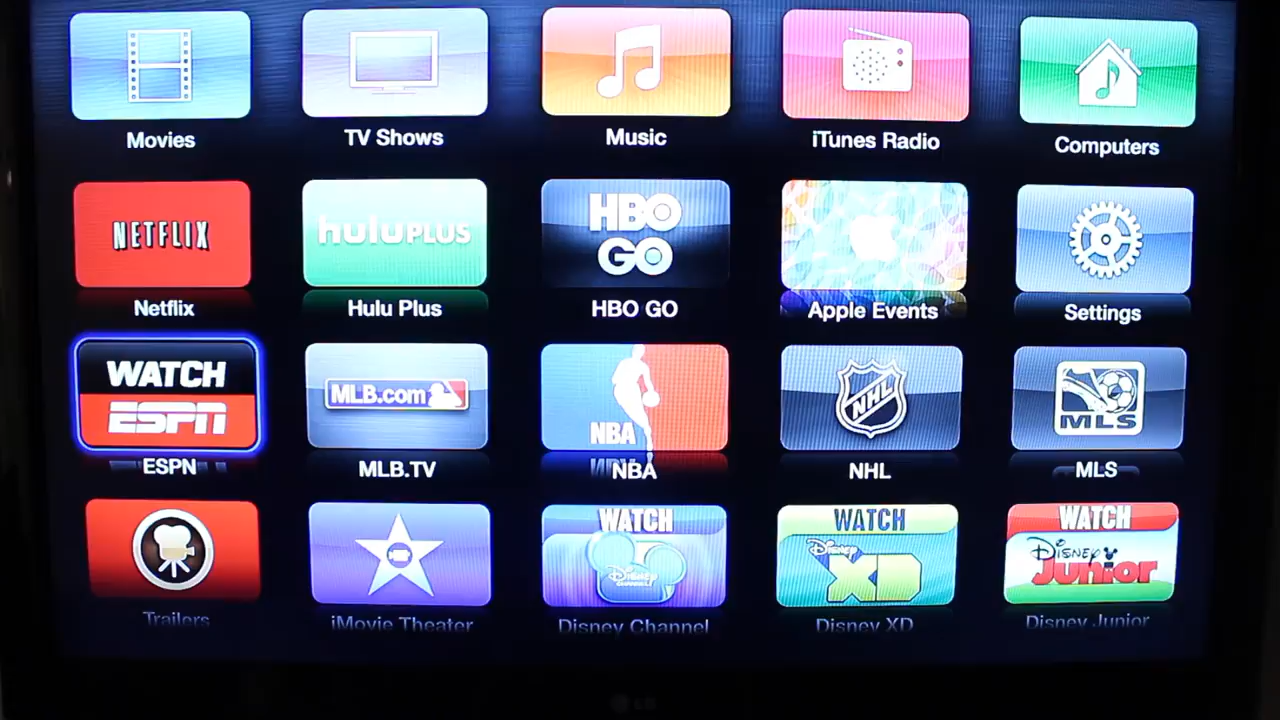 Movies
TV Shows
Music
iTunes Radio
Computers
NETFLIX
huluPLUS
HBO
GO
Netflix
Hulu Plus
HBO GO
Apple Events
Settings
WATCH
ESPN
MLB.com
NBA
NHL
MLS
ESPN
MLB.TV
NBA
NHL
MLS
WATCH
Disney
CHANNEL
WATCH
Disney
XD
WATCH
Disney
Junior
Trailers
iMovie Theater
Disney Channel
Disney XD
Disney Junior
LG